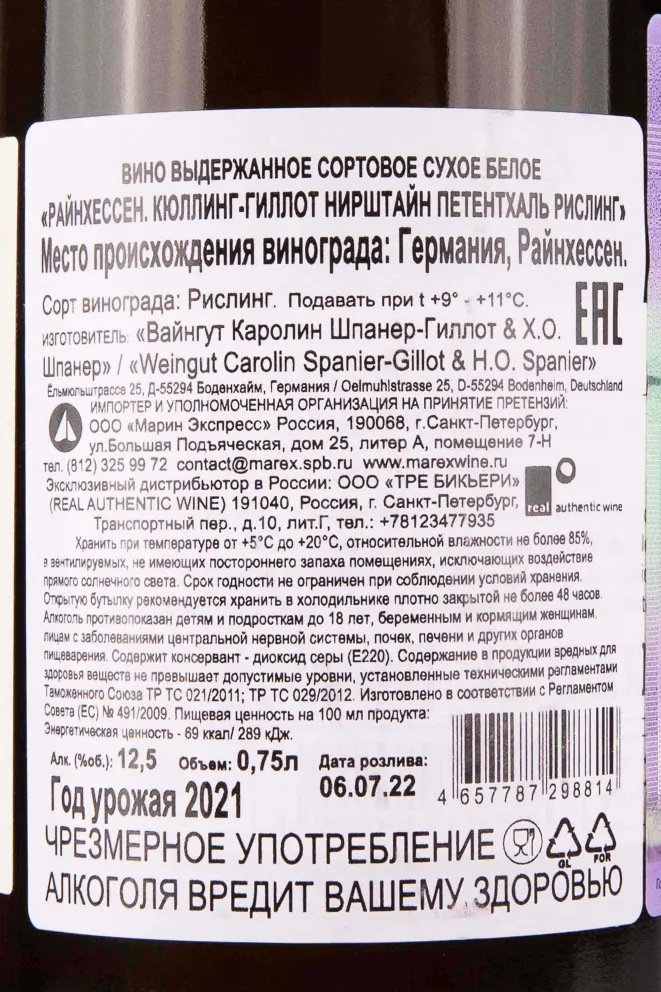 ВИНО ВЫДЕРЖАННОЕ СОРТОВОЕ СУХОЕ БЕЛОЕ
«РАЙНХЕССЕН. КЮЛЛИНГ-ГИЛЛОТ НИРШТАЙН ПЕТЕНТХАЛЬ РИСЛИНГ»
Место происхождения винограда: Германия, Райнхессен.
Сорт винограда: Рислинг. Подавать при t +9° - +11°С.
EAC
ИЗГОТОВИТЕЛЬ: «Вайнгут Каролин Шпанер-Гиллот & Х.О.
Шпанер» / «Weingut Carolin Spanier-Gillot & H.O. Spanier»
Ёльмюльштрассе 25, Д-55294 Боденхайм, Германия / Oelmuhlstrasse 25, D-55294 Bodenheim, Deutschland
ИМПОРТЕР И УПОЛНОМОЧЕННАЯ ОРГАНИЗАЦИЯ НА ПРИНЯТИЕ ПРЕТЕНЗИЙ:
ООО «Марин Экспресс» Россия, 190068, г.Санкт-Петербург,
ул.Большая Подъяческая, дом 25, литер А, помещение 7-Н
тел. (812) 325 99 72 contact@marex.spb.ru www.marexwine.ru
Эксклюзивный дистрибьютор в России: ООО «ТРЕ БИКЬЕРИ»
(REAL AUTHENTIC WINE) 191040, Россия, г. Санкт-Петербург,
real authentic wine
Транспортный пер., д.10, лит.Г, тел.: +78123477935
Хранить при температуре от +5°С до +20°С, относительной влажности не более 85%,
в вентилируемых, не имеющих постороннего запаха помещениях, исключающих воздействие
прямого солнечного света. Срок годности не ограничен при соблюдении условий хранения.
Открытую бутылку рекомендуется хранить в холодильнике плотно закрытой не более 48 часов.
Алкоголь противопоказан детям и подросткам до 18 лет, беременным и кормящим женщинам,
лицам с заболеваниями центральной нервной системы, почек, печени и других органов
пищеварения. Содержит консервант - диоксид серы (Е220). Содержание в продукции вредных для
здоровья веществ не превышает допустимые уровни, установленные техническими регламентами
Таможенного Союза ТР ТС 021/2011; ТР ТС 029/2012. Изготовлено в соответствии с Регламентом
Совета (ЕС) № 491/2009. Пищевая ценность на 100 мл продукта:
Энергетическая ценность - 69 ккал/ 289 кДж.
Алк. (%об.): 12,5 Объем: 0,75л Дата розлива:
06.07.22
4 657787 298814
Год урожая 2021
ЧРЕЗМЕРНОЕ УПОТРЕБЛЕНИЕ
GL FOR
АЛКОГОЛЯ ВРЕДИТ ВАШЕМУ ЗДОРОВЬЮ